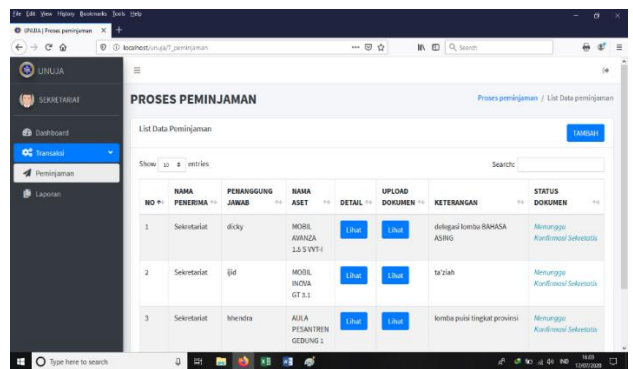 File Edit View History Bookmarks Tools Help
UNUJA | Proses peminjaman
localhost/unuja/T_peminjaman
Search
UNUJA
SEKRETARIAT
PROSES PEMINJAMAN
Proses peminjaman / List Data peminjaman
Dashboard
List Data Peminjaman
TAMBAH
Transaksi
Peminjaman
Show 10 entries
Search:
Laporan
NO
NAMA PENERIMA
PENANGGUNG JAWAB
NAMA ASET
DETAIL
UPLOAD DOKUMEN
KETERANGAN
STATUS DOKUMEN
1
Sekretariat
dicky
MOBIL
AVANZA
1.5 S VVT-I
Lihat
Lihat
delegasi lomba BAHASA
ASING
Menunggu
Konfirmasi Sekretatis
2
Sekretariat
ijid
MOBIL
INOVA
GT 3.1
Lihat
Lihat
ta'ziah
Menunggu
Konfirmasi Sekretatis
3
Sekretariat
hhendra
AULA
PESANTREN
GEDUNG 1
Lihat
Lihat
lomba puisi tingkat provinsi
Menunggu
Konfirmasi Sekretatis
Type here to search
IND
12/07/2020